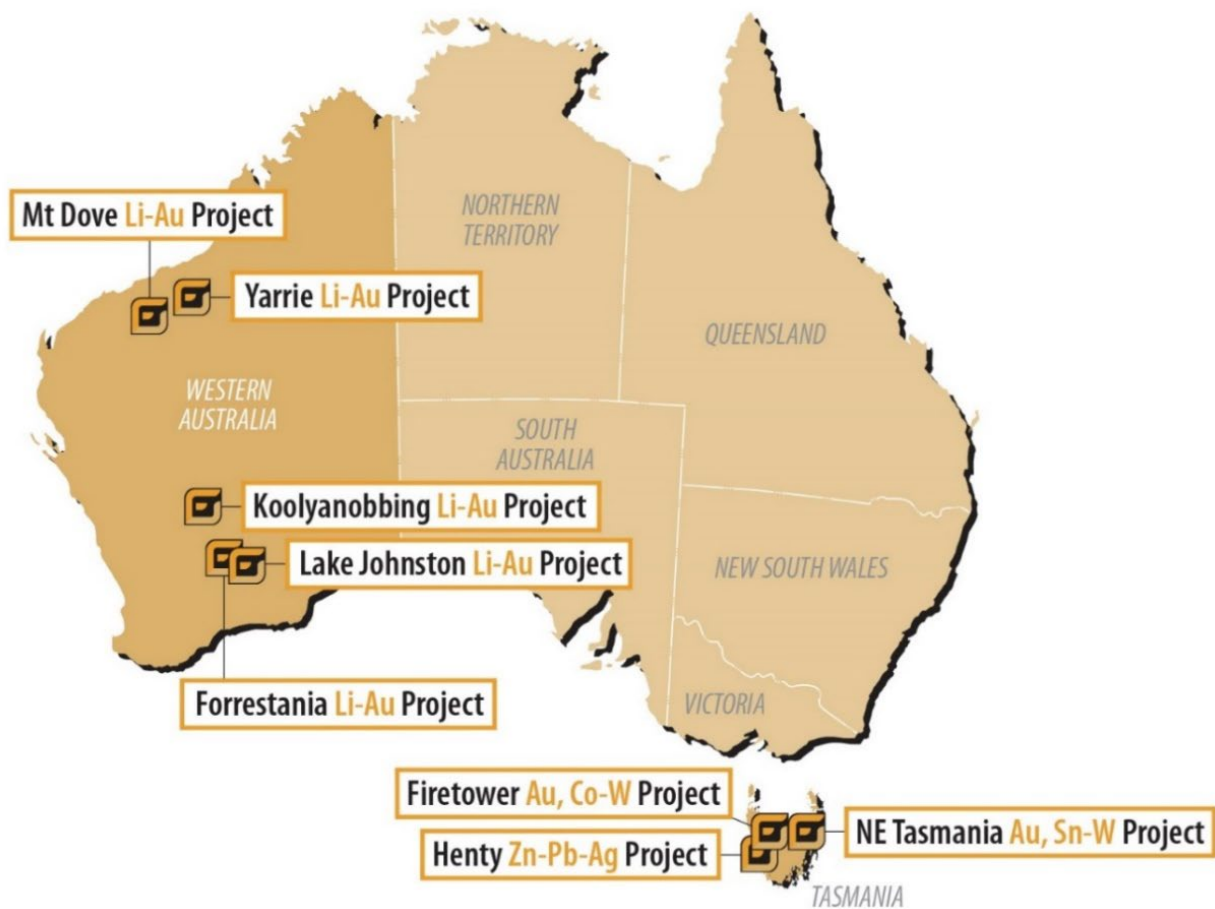 NORTHERN
TERRITORY
Mt Dove Li-Au Project
Yarrie Li-Au Project
QUEENSLAND
WESTERN
AUSTRALIA
SOUTH
AUSTRALIA
Koolyanobbing Li-Au Project
Lake Johnston Li-Au Project
NEW SOUTH WALES
Forrestania Li-Au Project
VICTORIA
Firetower Au, Co-W Project
NE Tasmania Au, Sn-W Project
Henty Zn-Pb-Ag Project
TASMANIA